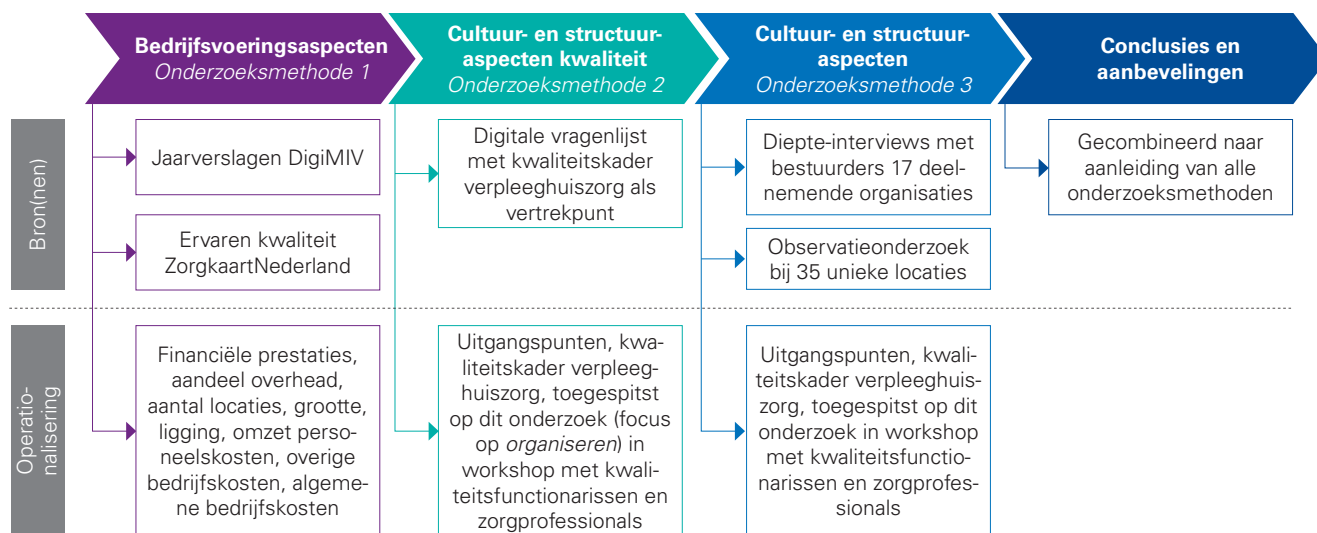 Bedrijfsvoeringsaspecten
Onderzoeksmethode 1
Cultuur- en structuur-
aspecten kwaliteit
Onderzoeksmethode 2
Cultuur- en structuur-
aspecten
Onderzoeksmethode 3
Conclusies en
aanbevelingen
Bron(nen)
Jaarverslagen DigiMIV
Ervaren kwaliteit
ZorgkaartNederland
Digitale vragenlijst
met kwaliteitskader
verpleeghuiszorg als
vertrekpunt
Diepte-interviews met
bestuurders 17 deel-
nemende organisaties
Observatieonderzoek
bij 35 unieke locaties
Gecombineerd naar
aanleiding van alle
onderzoeksmethoden
Operatio-
nalisering
Financiële prestaties,
aandeel overhead,
aantal locaties, grootte,
ligging, omzet perso-
neelskosten, overige
bedrijfskosten, algeme-
ne bedrijfskosten
Uitgangspunten, kwa-
liteitskader verpleeg-
huiszorg, toegespitst
op dit onderzoek (focus
op organiseren) in
workshop met kwali-
teitsfunctionarissen en
zorgprofessionals
Uitgangspunten, kwali-
teitskader verpleeghuis-
zorg, toegespitst op dit
onderzoek in workshop
met kwaliteitsfunctio-
narissen en zorgprofes-
sionals